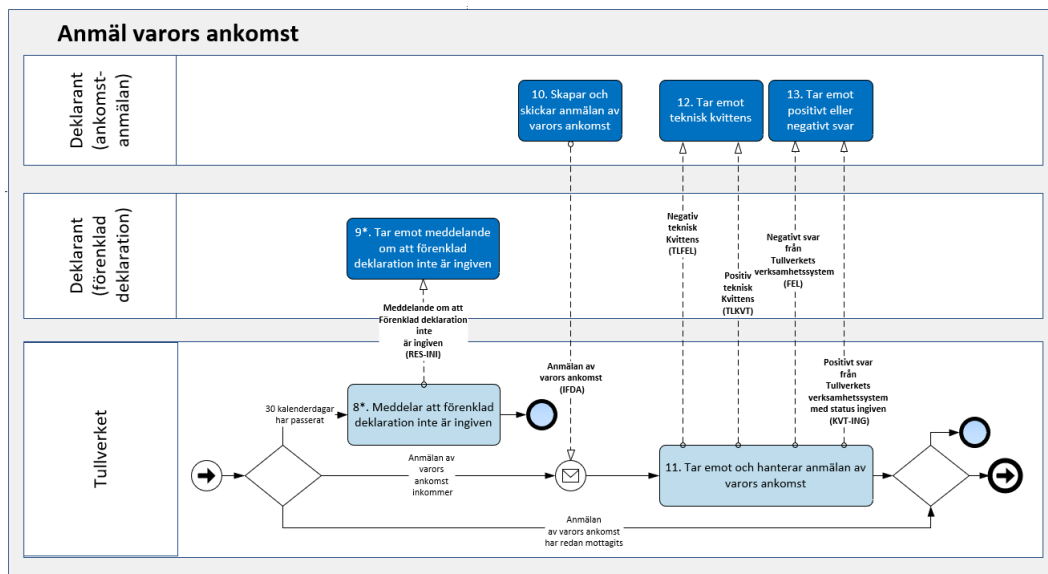 Anmäl varors ankomst
Deklarant
(ankomst-
anmälan)
10. Skapar och
skickar anmälan av
varors ankomst
12. Tar emot
teknisk kvittens
13. Tar emot
positivt eller
negativt svar
Deklarant
(förenklad
deklaration)
9*. Tar emot meddelande
om att förenklad
deklaration inte är ingiven
Negativ
teknisk
Kvittens
(TLFEL)
Positiv
teknisk
Kvittens
(TLKVT)
Negativt svar
från
Tullverkets
verksamhetssystem
(FEL)
Meddelande om att
Förenklad deklaration
inte
är ingiven
(RES-INI)
Tullverket
Anmälan av
varors ankomst
(IFDA)
Positivt svar
från
Tullverkets
verksamhetssystem
med status ingiven
(KVT-ING)
30 kalenderdagar
har passerat
8*. Meddelar att förenklad
deklaration inte är ingiven
Anmälan av
varors
ankomst
inkommer
11. Tar emot och hanterar anmälan av
varors ankomst
Anmälan
av varors ankomst
har redan mottagits